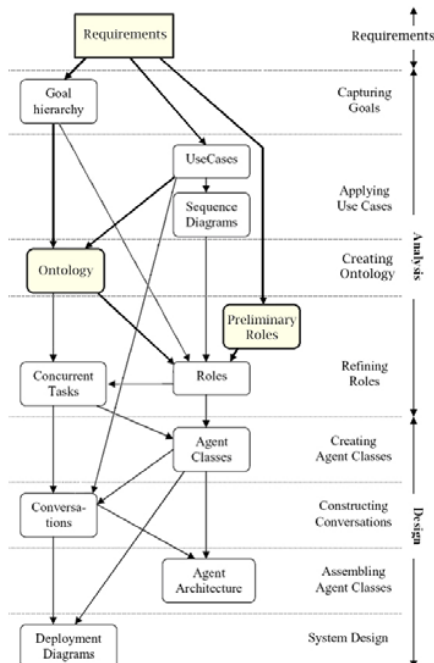 Requirements
Requirements
Goal
hierarchy
Capturing
Goals
UseCases
Sequence
Diagrams
Applying
Use Cases
Ontology
Creating
Ontology
Analysis
Preliminary
Roles
Concurrent
Tasks
Roles
Refining
Roles
Agent
Classes
Creating
Agent Classes
Conversa-
tions
Constructing
Conversations
Design
Agent
Architecture
Assembling
Agent Classes
Deployment
Diagrams
System Design